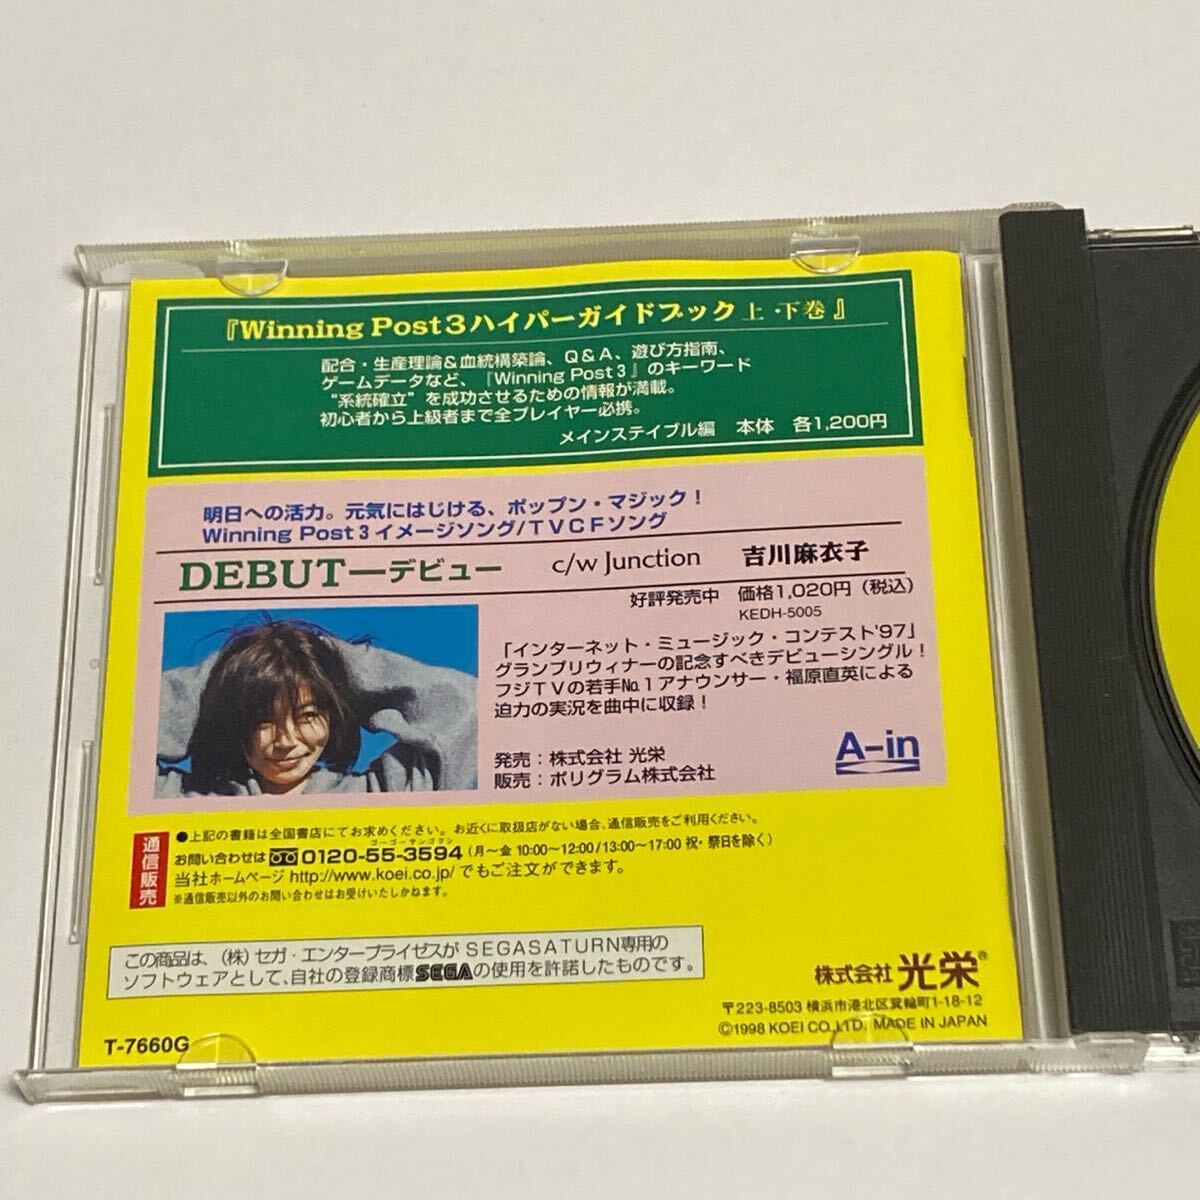 『Winning Post3ハイパーガイドブック 上・下巻』
配合・生産理論&血統構築論、Q&A、遊び方指南、
ゲームデータなど、『Winning Post 3』のキーワード
"系統確立"を成功させるための情報が満載。
初心者から上級者まで全プレイヤー必携。
メインステイブル編 本体 各1,200円
明日への活力。元気にはじける、ポップン・マジック!
Winning Post 3 イメージソング/TVCFソング
DEBUT—デビュー c/w Junction 吉川麻衣子
好評発売中 価格1,020円(税込)
KEDH-5005
「インターネット・ミュージック・コンテスト'97」
グランプリウィナーの記念すべきデビューシングル!
フジTVの若手No.1アナウンサー・福原直英による
迫力の実況を曲中に収録!
発売:株式会社 光栄
販売:ポリグラム株式会社
A-in
通信販売
●上記の書籍は全国書店にてお求めください。お近くに取扱店がない場合、通信販売をご利用ください。
ゴーゴーサンゴクシ
お問い合わせは 0120-55-3594 (月〜金 10:00〜12:00/13:00〜17:00 祝・祭日を除く)
当社ホームページ http://www.koei.co.jp/ でもご注文ができます。
※通信販売以外のお問い合わせはお受けいたしかねます。
この商品は、(株)セガ・エンタープライゼスがSEGASATURN専用の
ソフトウェアとして、自社の登録商標SEGAの使用を許諾したものです。
株式会社 光栄®
〒223-8503 横浜市港北区箕輪町1-18-12
©1998 KOEI CO.,LTD. MADE IN JAPAN
T-7660G